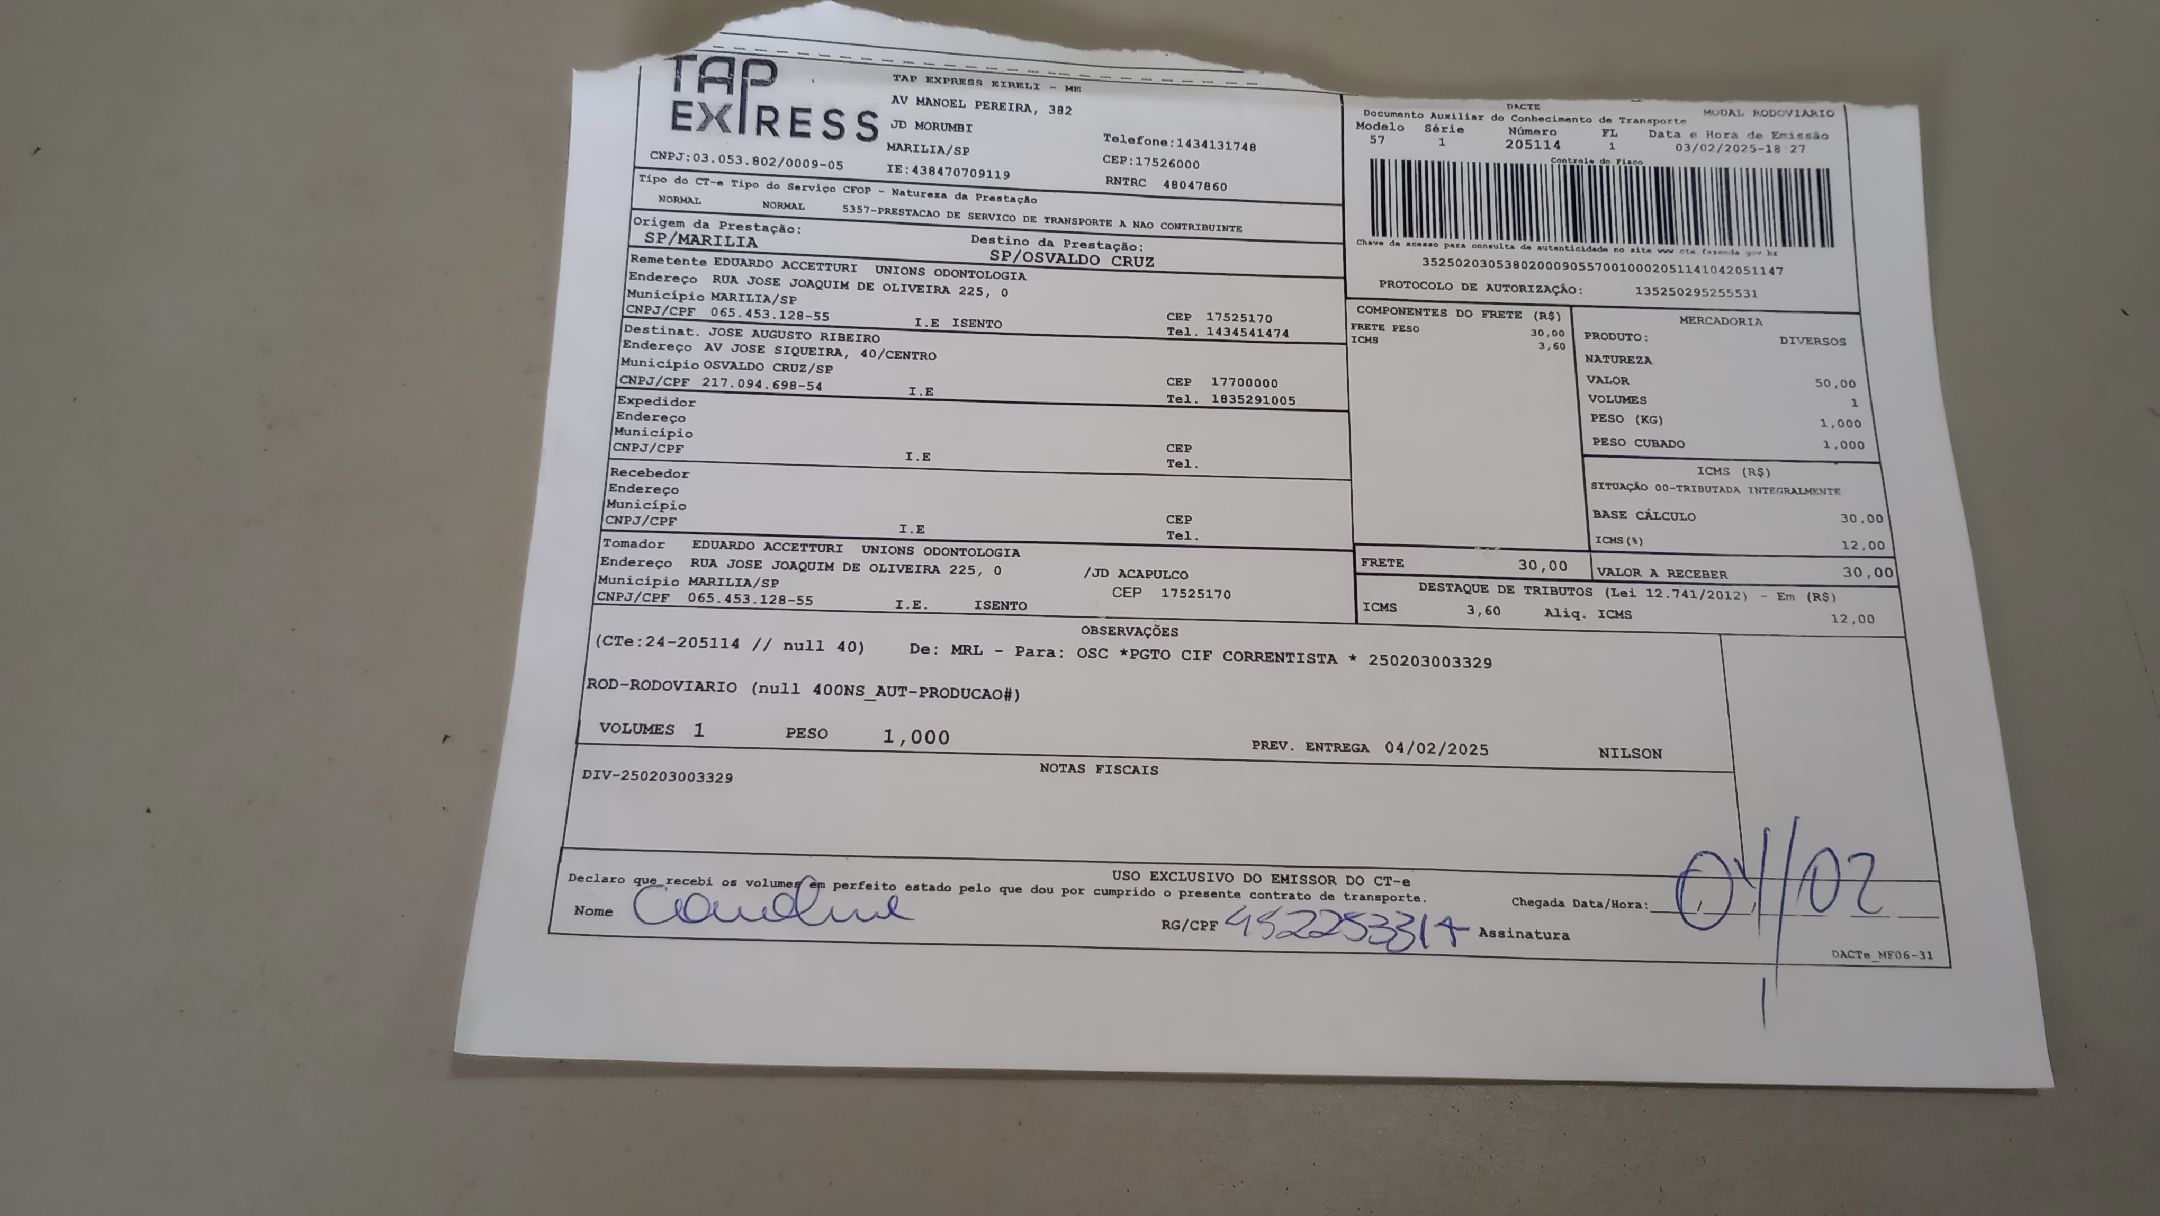 TAP
EXPRESS
CNPJ:03.053.802/0009-05
TAP EXPRESS EIRELI - ME
AV MANOEL PEREIRA, 382
JD MORUMBI
MARILIA/SP
IE:438470709119
Telefone:1434131748
CEP:17526000
RNTRC 48047860
DACTE MODAL RODOVIARIO
Documento Auxiliar do Conhecimento de Transporte
Modelo Série Número FL Data e Hora de Emissão
57 1 205114 1 03/02/2025-18 27
Controle do Fisco
Chave de acesso para consulta de autenticidade no site www cte fazenda gov br
35250203053802000905570010002051141042051147
PROTOCOLO DE AUTORIZAÇÃO: 135250295255531
Tipo do CT-e Tipo do Serviço CFOP - Natureza da Prestação
NORMAL NORMAL 5357-PRESTACAO DE SERVICO DE TRANSPORTE A NAO CONTRIBUINTE
Origem da Prestação: Destino da Prestação:
SP/MARILIA SP/OSVALDO CRUZ
Remetente EDUARDO ACCETTURI UNIONS ODONTOLOGIA
Endereço RUA JOSE JOAQUIM DE OLIVEIRA 225, 0
Município MARILIA/SP CEP 17525170
CNPJ/CPF 065.453.128-55 I.E ISENTO Tel. 1434541474
Destinat. JOSE AUGUSTO RIBEIRO
Endereço AV JOSE SIQUEIRA, 40/CENTRO
Município OSVALDO CRUZ/SP CEP 17700000
CNPJ/CPF 217.094.698-54 I.E Tel. 1835291005
Expedidor
Endereço
Município CEP
CNPJ/CPF I.E Tel.
Recebedor
Endereço
Município CEP
CNPJ/CPF I.E Tel.
Tomador EDUARDO ACCETTURI UNIONS ODONTOLOGIA
Endereço RUA JOSE JOAQUIM DE OLIVEIRA 225, 0 /JD ACAPULCO
Município MARILIA/SP CEP 17525170
CNPJ/CPF 065.453.128-55 I.E. ISENTO
COMPONENTES DO FRETE (R$)
FRETE PESO 30,00
ICMS 3,60
MERCADORIA
PRODUTO: DIVERSOS
NATUREZA
VALOR 50,00
VOLUMES 1
PESO (KG) 1,000
PESO CUBADO 1,000
ICMS (R$)
SITUAÇÃO 00-TRIBUTADA INTEGRALMENTE
BASE CÁLCULO 30,00
ICMS(%) 12,00
FRETE 30,00 VALOR A RECEBER 30,00
DESTAQUE DE TRIBUTOS (Lei 12.741/2012) - Em (R$)
ICMS 3,60 Aliq. ICMS 12,00
OBSERVAÇÕES
(CTe:24-205114 // null 40) De: MRL - Para: OSC *PGTO CIF CORRENTISTA * 250203003329
ROD-RODOVIARIO (null 400NS_AUT-PRODUCAO#)
VOLUMES 1 PESO 1,000 PREV. ENTREGA 04/02/2025 NILSON
NOTAS FISCAIS
DIV-250203003329
USO EXCLUSIVO DO EMISSOR DO CT-e
Declaro que recebi os volumes em perfeito estado pelo que dou por cumprido o presente contrato de transporte.
Nome RG/CPF Assinatura
Chegada Data/Hora: 04/02
DACTe_MF06-31